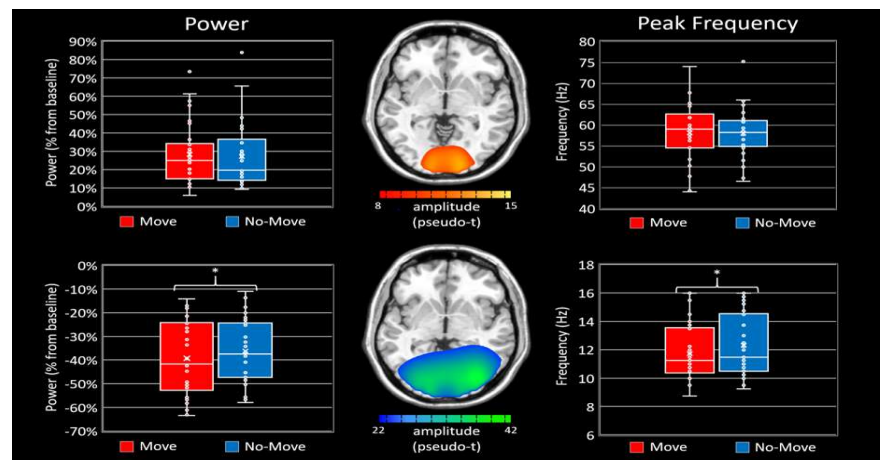 Power
Peak Frequency
Power (% from baseline)
90%
80%
70%
60%
50%
40%
30%
20%
10%
0%
Move
No-Move
8
15
amplitude
(pseudo-t)
Frequency (Hz)
80
75
70
65
60
55
50
45
40
Move
No-Move
Power (% from baseline)
0%
-10%
-20%
-30%
-40%
-50%
-60%
-70%
*
Move
No-Move
22
42
amplitude
(pseudo-t)
Frequency (Hz)
18
16
14
12
10
8
6
*
Move
No-Move